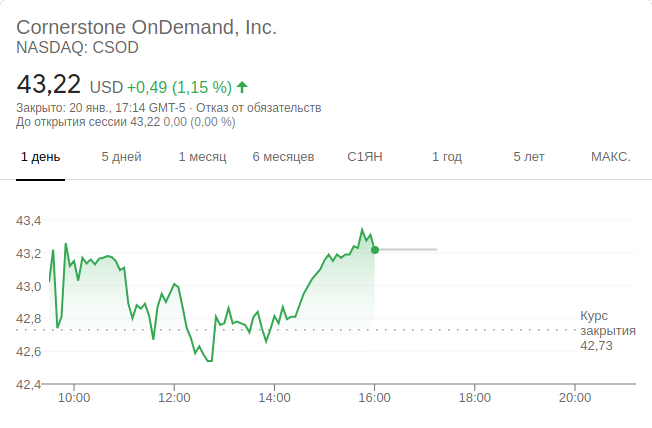 Cornerstone OnDemand, Inc.
NASDAQ: CSOD
43,22 USD +0,49 (1,15 %)
Закрыто: 20 янв., 17:14 GMT-5 · Отказ от обязательств
До открытия сессии 43,22 0,00 (0,00 %)
1 день 5 дней 1 месяц 6 месяцев С1ЯН 1 год 5 лет МАКС.
43,4
43,2
43,0
42,8
Курс
закрытия
42,73
42,6
42,4
10:00 12:00 14:00 16:00 18:00 20:00